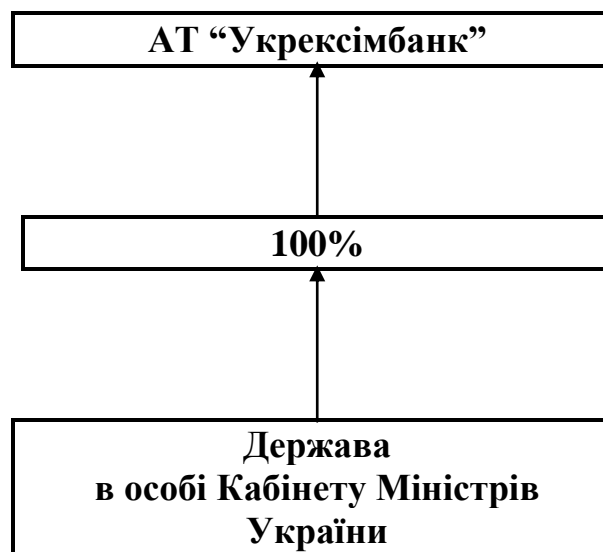 АТ “Укрексімбанк”
100%
Держава
в особі Кабінету Міністрів
України